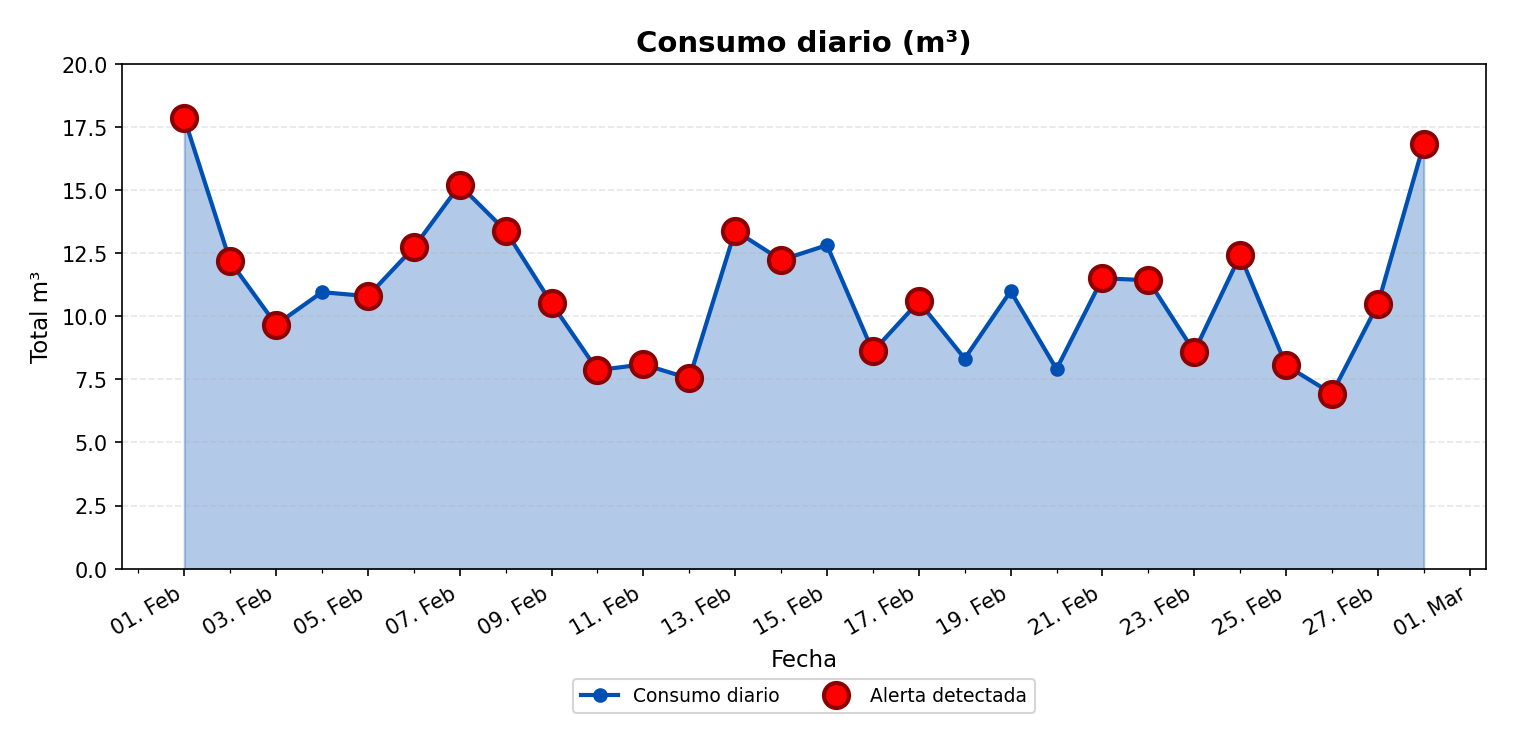 Consumo diario (m³)
Total m³
20.0
17.5
15.0
12.5
10.0
7.5
5.0
2.5
0.0
01. Feb
03. Feb
05. Feb
07. Feb
09. Feb
11. Feb
13. Feb
15. Feb
17. Feb
19. Feb
21. Feb
23. Feb
25. Feb
27. Feb
01. Mar
Fecha
Consumo diario
Alerta detectada